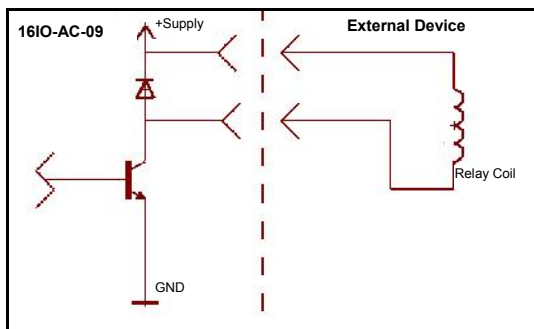 16IO-AC-09
+Supply
External Device
Relay Coil
GND